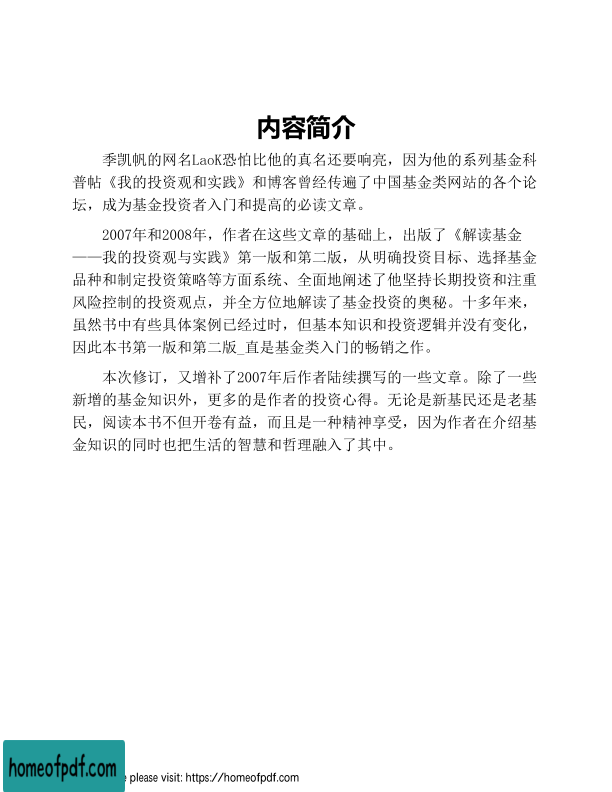 内容简介
季凯帆的网名LaoK恐怕比他的真名还要响亮，因为他的系列基金科
普帖《我的投资观和实践》和博客曾经传遍了中国基金类网站的各个论
坛，成为基金投资者入门和提高的必读文章。
2007年和2008年，作者在这些文章的基础上，出版了《解读基金
——我的投资观与实践》第一版和第二版，从明确投资目标、选择基金
品种和制定投资策略等方面系统、全面地阐述了他坚持长期投资和注重
风险控制的投资观点，并全方位地解读了基金投资的奥秘。十多年来，
虽然书中有些具体案例已经过时，但基本知识和投资逻辑并没有变化，
因此本书第一版和第二版_直是基金类入门的畅销之作。
本次修订，又增补了2007年后作者陆续撰写的一些文章。除了一些
新增的基金知识外，更多的是作者的投资心得。无论是新基民还是老基
民，阅读本书不但开卷有益，而且是一种精神享受，因为作者在介绍基
金知识的同时也把生活的智慧和哲理融入了其中。
homeofpdf.com
e please visit: https://homeofpdf.com